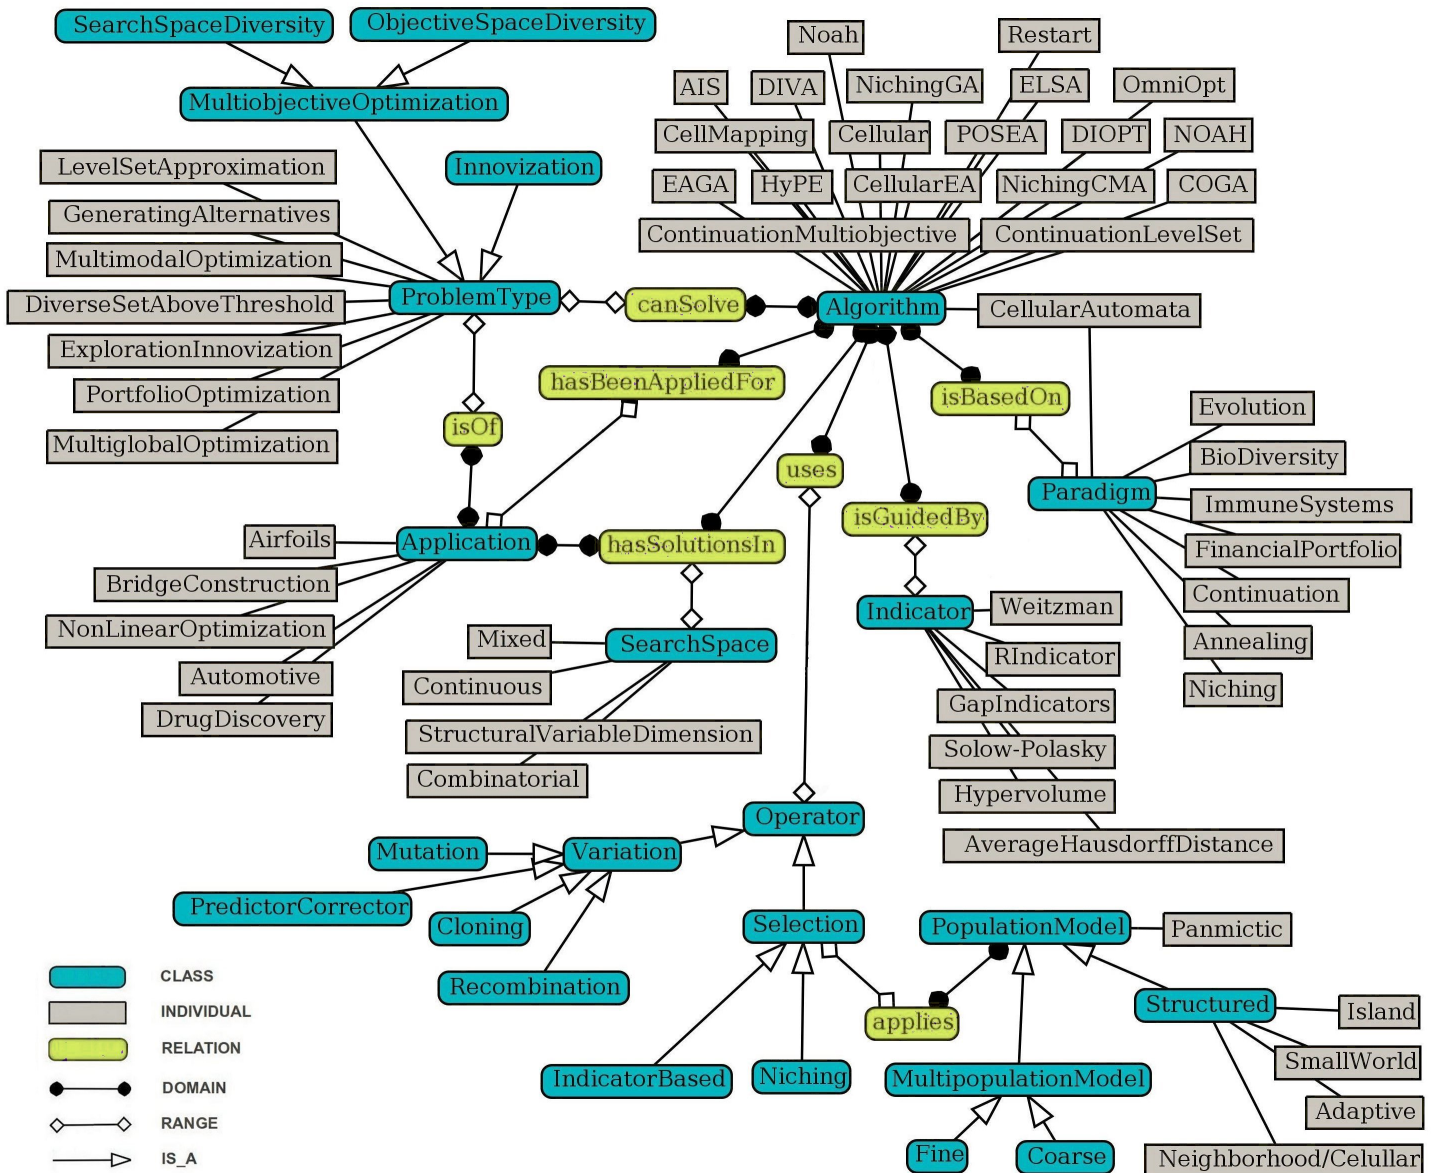 SearchSpaceDiversity
ObjectiveSpaceDiversity
MultiobjectiveOptimization
Innovization
LevelSetApproximation
GeneratingAlternatives
MultimodalOptimization
DiverseSetAboveThreshold
ExplorationInnovization
PortfolioOptimization
MultiglobalOptimization
ProblemType
canSolve
Algorithm
Noah
Restart
AIS
DIVA
NichingGA
ELSA
OmniOpt
CellMapping
Cellular
POSEA
DIOPT
NOAH
EAGA
HyPE
CellularEA
NichingCMA
COGA
ContinuationMultiobjective
ContinuationLevelSet
CellularAutomata
hasBeenAppliedFor
isBasedOn
isOf
uses
isGuidedBy
Evolution
BioDiversity
Paradigm
ImmuneSystems
FinancialPortfolio
Continuation
Annealing
Niching
Airfoils
Application
hasSolutionsIn
BridgeConstruction
NonLinearOptimization
Automotive
DrugDiscovery
Mixed
SearchSpace
Continuous
StructuralVariableDimension
Combinatorial
Indicator
Weitzman
RIndicator
GapIndicators
Solow-Polasky
Hypervolume
AverageHausdorffDistance
Operator
Mutation
Variation
PredictorCorrector
Cloning
Recombination
Selection
PopulationModel
Panmictic
applies
Structured
Island
SmallWorld
Adaptive
Neighborhood/Celullar
IndicatorBased
Niching
MultipopulationModel
Fine
Coarse
CLASS
INDIVIDUAL
RELATION
DOMAIN
RANGE
IS_A